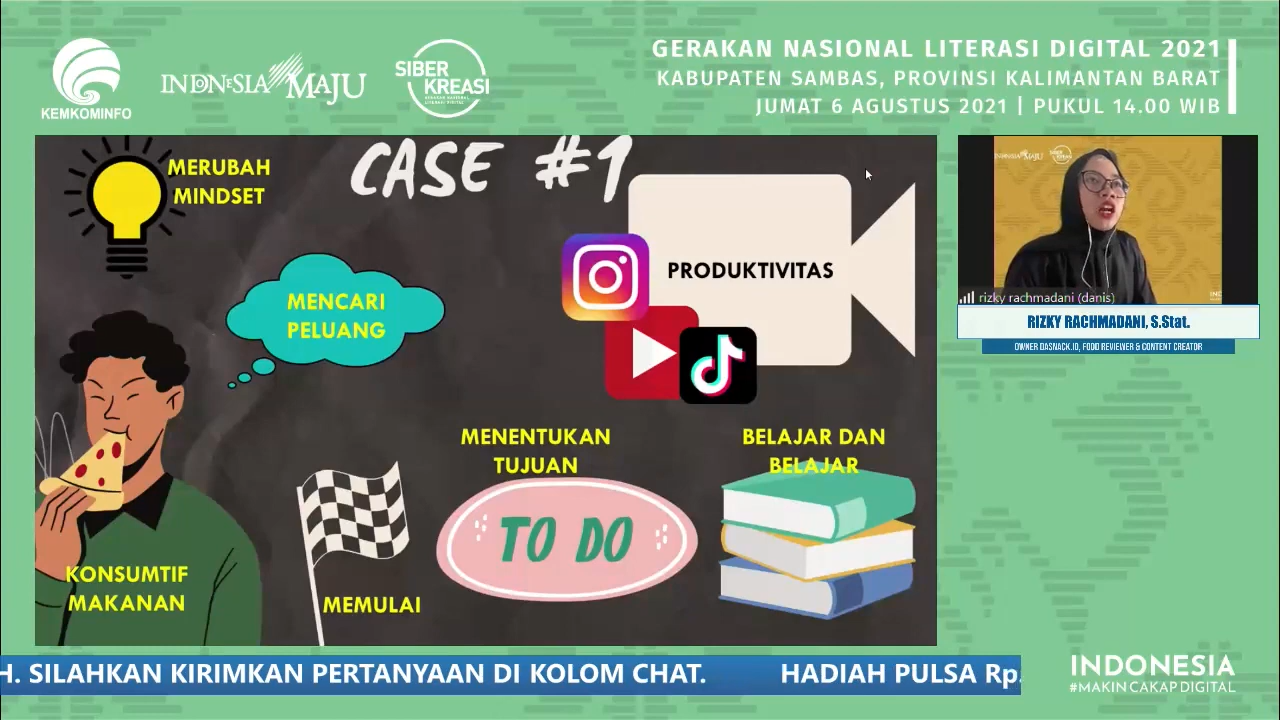 KEMKOMINFO
INDONESIA MAJU
SIBER
KREASI
GERAKAN NASIONAL LITERASI DIGITAL 2021
KABUPATEN SAMBAS, PROVINSI KALIMANTAN BARAT
JUMAT 6 AGUSTUS 2021 | PUKUL 14.00 WIB
CASE #1
MERUBAH
MINDSET
MENCARI
PELUANG
PRODUKTIVITAS
MENENTUKAN
TUJUAN
BELAJAR DAN
BELAJAR
TO DO
KONSUMTIF
MAKANAN
MEMULAI
rizky rachmadani (danis)
RIZKY RACHMADANI, S.Stat.
OWNER DASNACK.ID, FOOD REVIEWER & CONTENT CREATOR
H. SILAHKAN KIRIMKAN PERTANYAAN DI KOLOM CHAT. HADIAH PULSA Rp.
INDONESIA
#MAKIN CAKAP DIGITAL